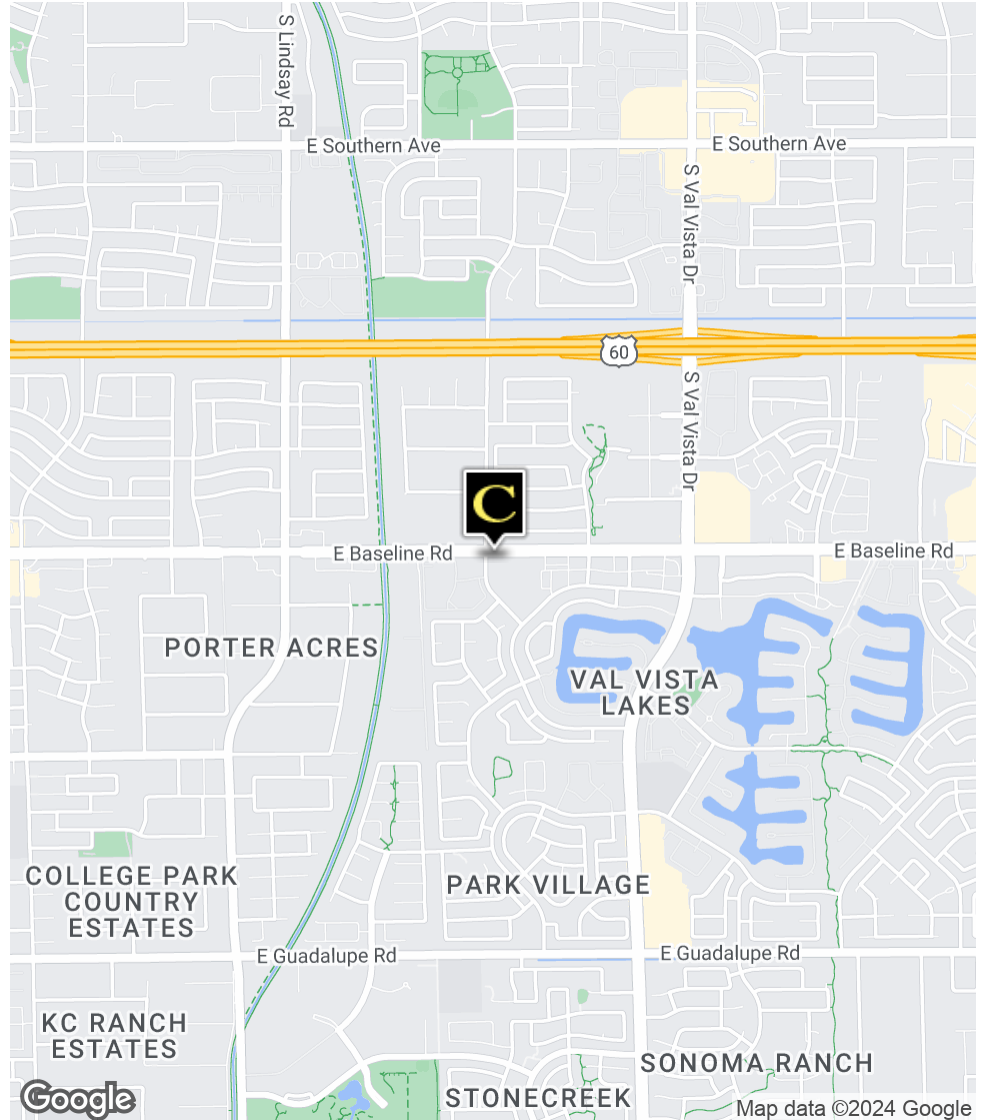 S Lindsay Rd
E Southern Ave
E Southern Ave
S Val Vista Dr
60
S Val Vista Dr
C
E Baseline Rd
E Baseline Rd
PORTER ACRES
VAL VISTA
LAKES
COLLEGE PARK
COUNTRY
ESTATES
PARK VILLAGE
E Guadalupe Rd
E Guadalupe Rd
KC RANCH
ESTATES
SONOMA RANCH
STONECREEK
Google
Map data ©2024 Google